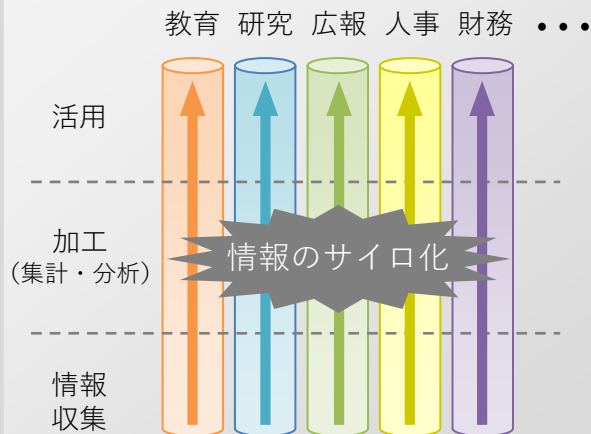 教育 研究 広報 人事 財務 •••
活用
加工
（集計・分析）
情報のサイロ化
情報
収集